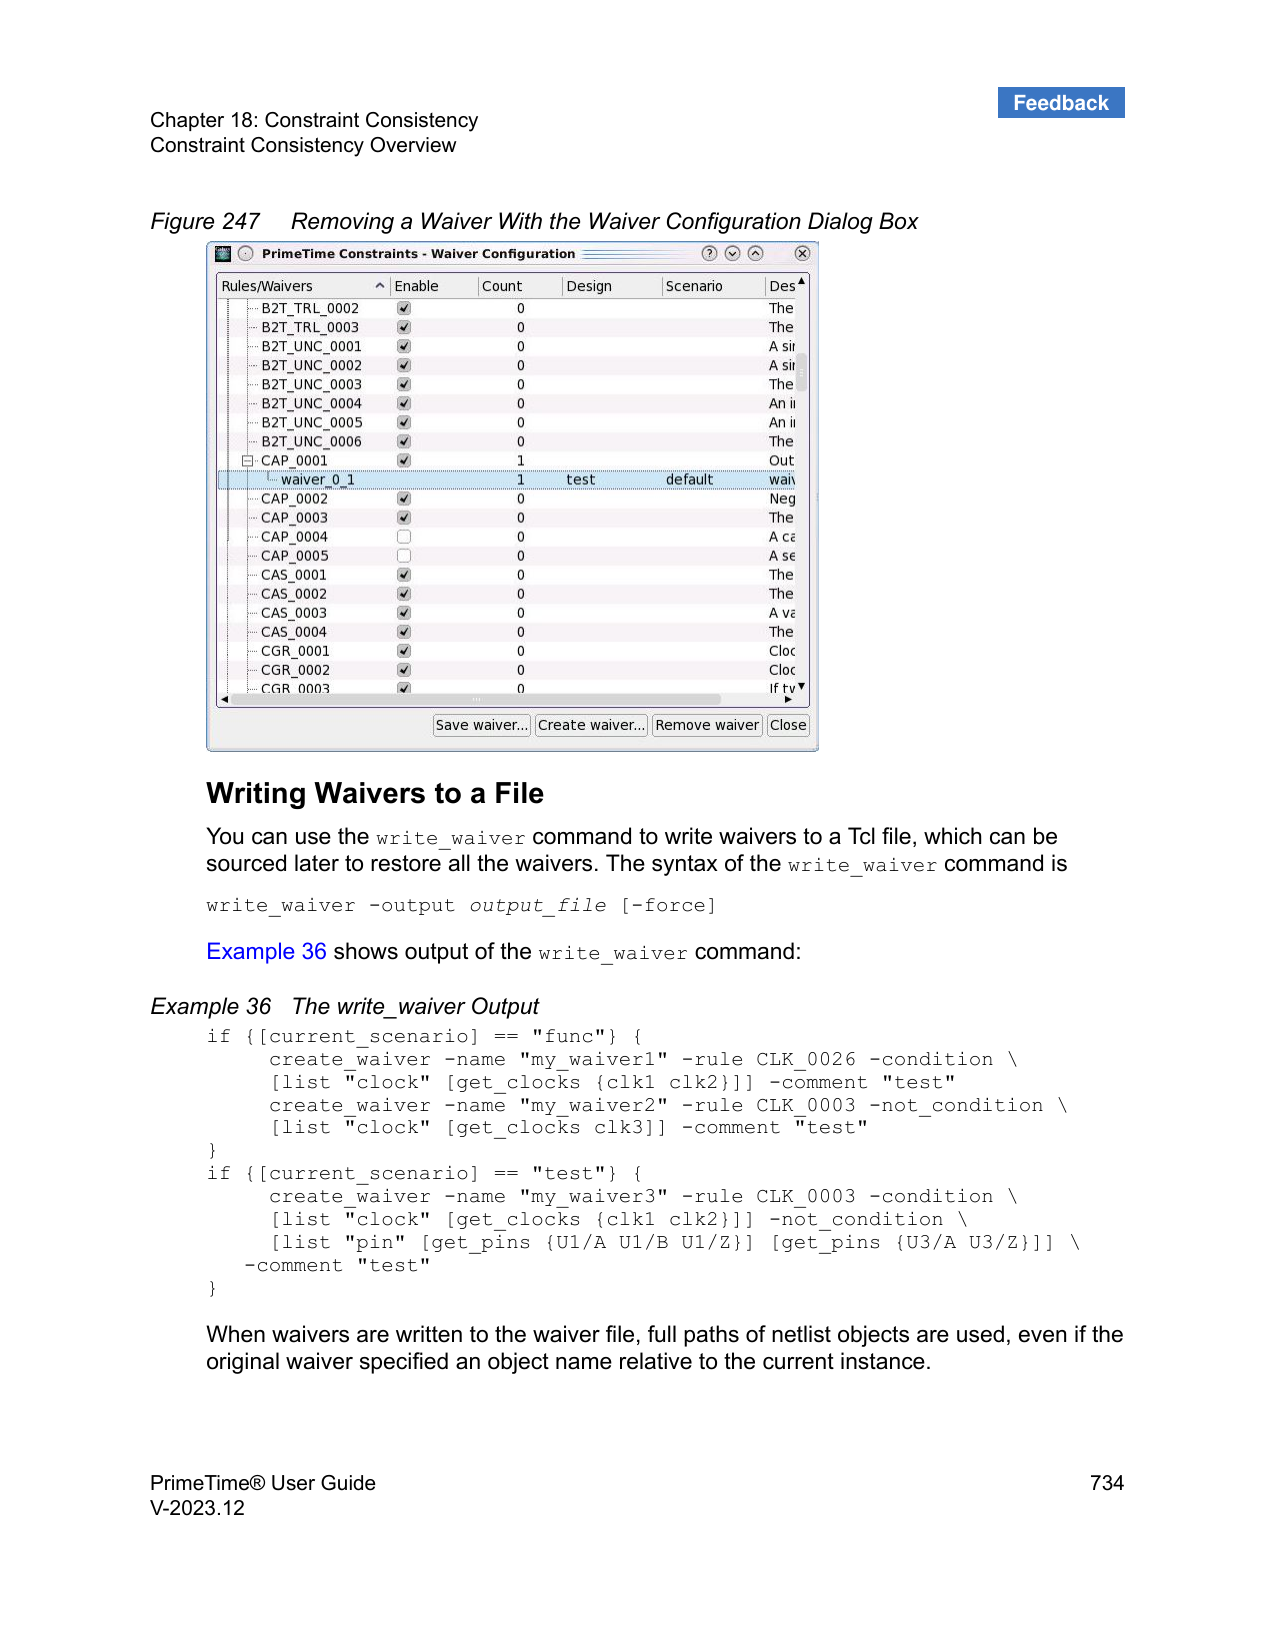 Feedback
Chapter 18: Constraint Consistency
Constraint Consistency Overview
Figure 247 Removing a Waiver With the Waiver Configuration Dialog Box
PrimeTime Constraints - Waiver Configuration
Rules/Waivers Enable Count Design Scenario Des
B2T_TRL_0002 0 The
B2T_TRL_0003 0 The
B2T_UNC_0001 0 A sin
B2T_UNC_0002 0 A sin
B2T_UNC_0003 0 The
B2T_UNC_0004 0 An i
B2T_UNC_0005 0 An i
B2T_UNC_0006 0 The
CAP_0001 1 Out
waiver_0_1 1 test default waiv
CAP_0002 0 Neg
CAP_0003 0 The
CAP_0004 0 A ca
CAP_0005 0 A se
CAS_0001 0 The
CAS_0002 0 The
CAS_0003 0 A va
CAS_0004 0 The
CGR_0001 0 Cloc
CGR_0002 0 Cloc
CGR_0003 0 If tv
Save waiver... Create waiver... Remove waiver Close
Writing Waivers to a File
You can use the write_waiver command to write waivers to a Tcl file, which can be
sourced later to restore all the waivers. The syntax of the write_waiver command is
write_waiver -output output_file [-force]
Example 36 shows output of the write_waiver command:
Example 36 The write_waiver Output
if {[current_scenario] == "func"} {
create_waiver -name "my_waiver1" -rule CLK_0026 -condition \
[list "clock" [get_clocks {clk1 clk2}]] -comment "test"
create_waiver -name "my_waiver2" -rule CLK_0003 -not_condition \
[list "clock" [get_clocks clk3]] -comment "test"
}
if {[current_scenario] == "test"} {
create_waiver -name "my_waiver3" -rule CLK_0003 -condition \
[list "clock" [get_clocks {clk1 clk2}]] -not_condition \
[list "pin" [get_pins {U1/A U1/B U1/Z}] [get_pins {U3/A U3/Z}]] \
-comment "test"
}
When waivers are written to the waiver file, full paths of netlist objects are used, even if the
original waiver specified an object name relative to the current instance.
PrimeTime® User Guide 734
V-2023.12